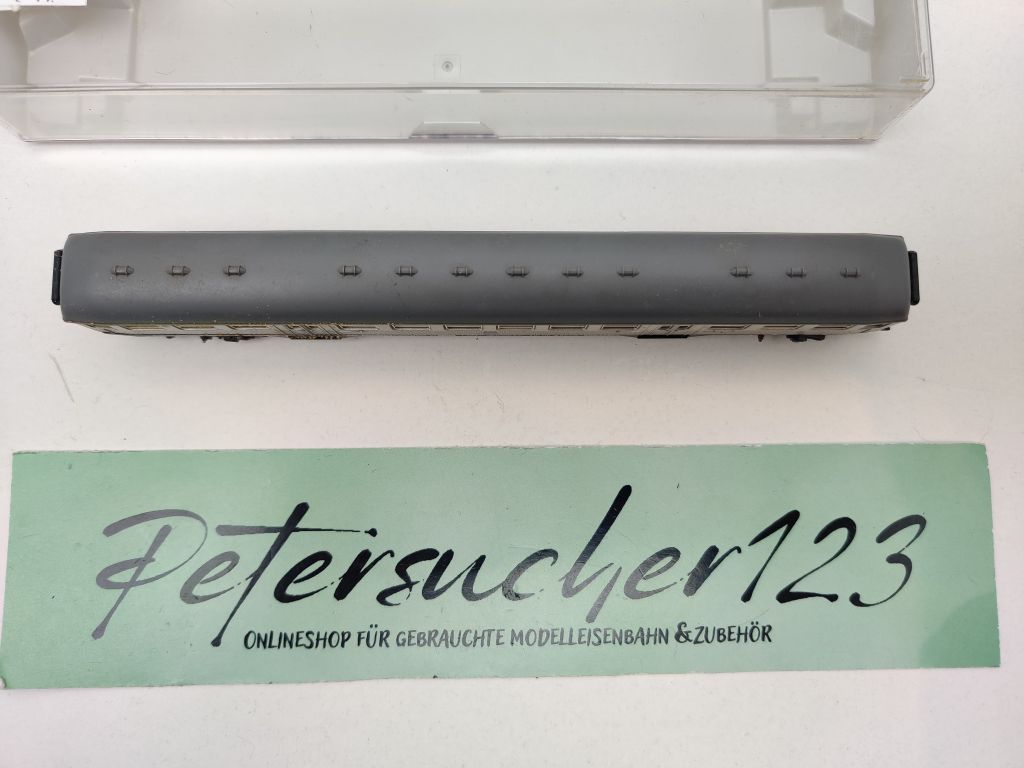 Petersucher123
ONLINESHOP FÜR GEBRAUCHTE MODELLEISENBAHN & ZUBEHÖR